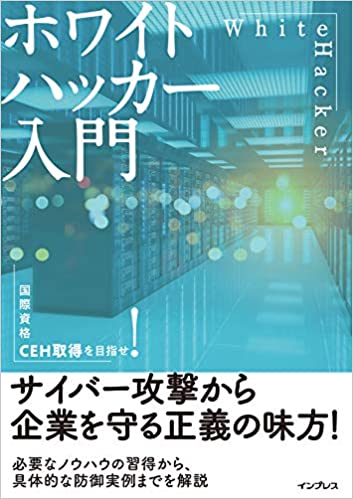 ホワイト
ハッカー
入門
White
Hacker
国際資格
CEH取得を目指せ!
サイバー攻撃から
企業を守る正義の味方!
必要なノウハウの習得から、
具体的な防御実例までを解説
インプレス